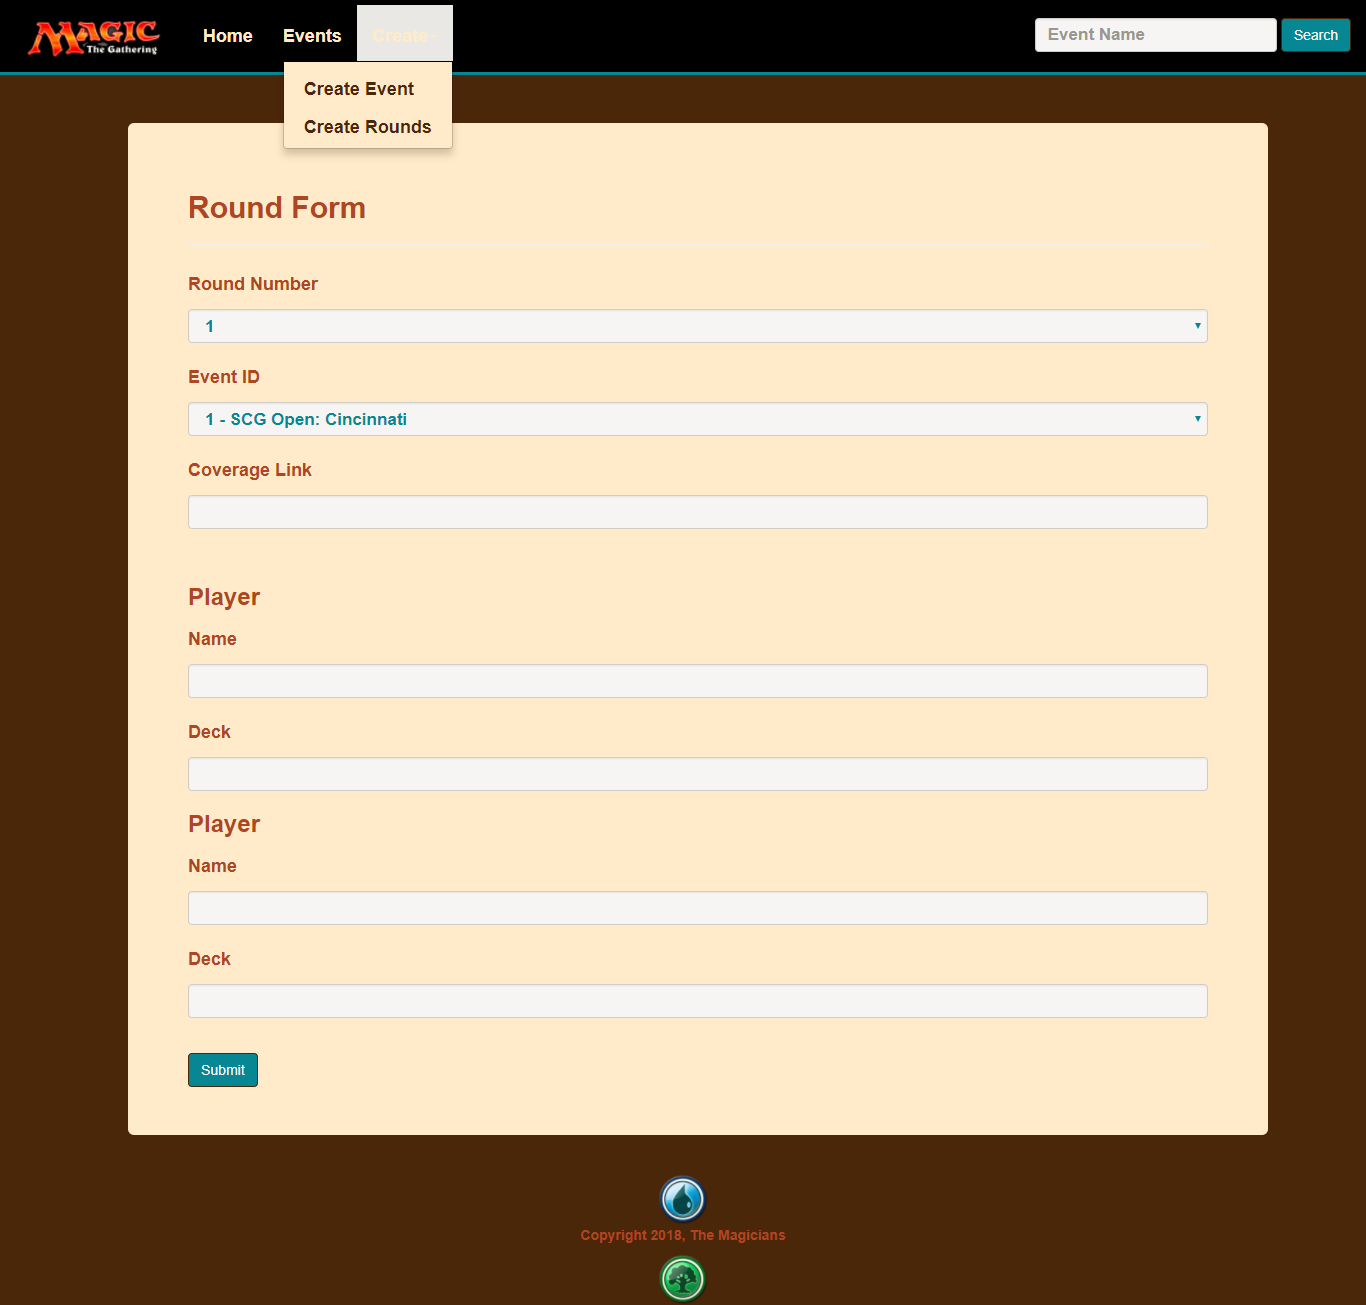 MAGIC
The Gathering
Home Events Create
Event Name Search
Create Event
Create Rounds
Round Form
Round Number
1
Event ID
1 - SCG Open: Cincinnati
Coverage Link
Player
Name
Deck
Player
Name
Deck
Submit
Copyright 2018, The Magicians